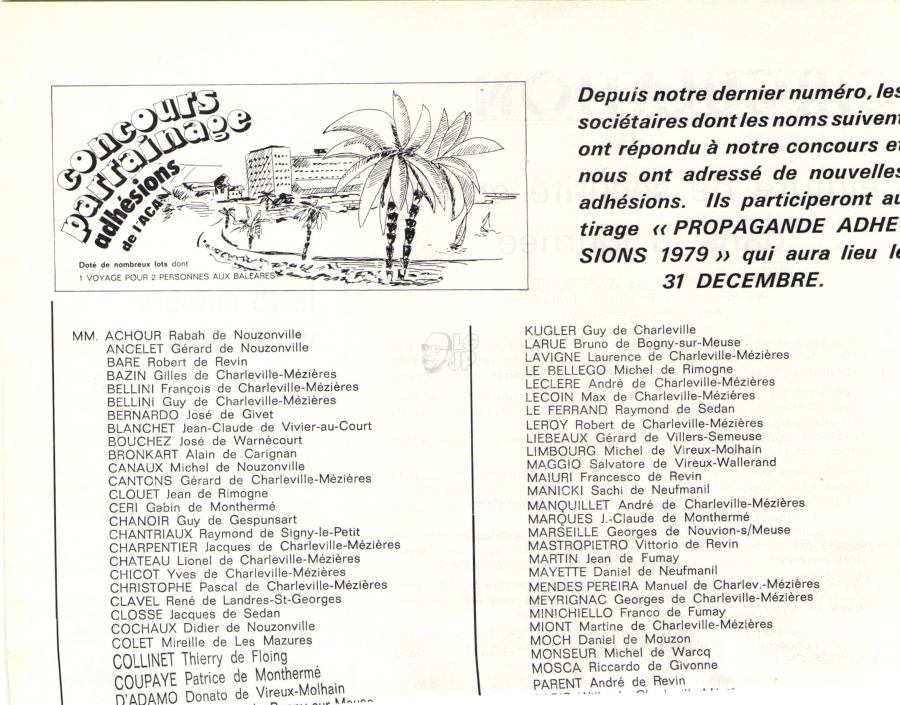 concours
parrainage
adhésions
de l'ACA
Doté de nombreux lots dont
1 VOYAGE POUR 2 PERSONNES AUX BALEARES
Depuis notre dernier numéro, les
sociétaires dont les noms suivent
ont répondu à notre concours et
nous ont adressé de nouvelles
adhésions. Ils participeront au
tirage « PROPAGANDE ADHE-
SIONS 1979 » qui aura lieu le
31 DECEMBRE.
MM. ACHOUR Rabah de Nouzonville
ANCELET Gérard de Nouzonville
BARE Robert de Revin
BAZIN Gilles de Charleville-Mézières
BELLINI François de Charleville-Mézières
BELLINI Guy de Charleville-Mézières
BERNARDO José de Givet
BLANCHET Jean-Claude de Vivier-au-Court
BOUCHEZ José de Warnécourt
BRONKART Alain de Carignan
CANAUX Michel de Nouzonville
CANTONS Gérard de Charleville-Mézières
CLOUET Jean de Rimogne
CERI Gabin de Monthermé
CHANOIR Guy de Gespunsart
CHANTRIAUX Raymond de Signy-le-Petit
CHARPENTIER Jacques de Charleville-Mézières
CHATEAU Lionel de Charleville-Mézières
CHICOT Yves de Charleville-Mézières
CHRISTOPHE Pascal de Charleville-Mézières
CLAVEL René de Landres-St-Georges
CLOSSE Jacques de Sedan
COCHAUX Didier de Nouzonville
COLET Mireille de Les Mazures
COLLINET Thierry de Floing
COUPAYE Patrice de Monthermé
D'ADAMO Donato de Vireux-Molhain
KUGLER Guy de Charleville
LARUE Bruno de Bogny-sur-Meuse
LAVIGNE Laurence de Charleville-Mézières
LE BELLEGO Michel de Rimogne
LECLERE André de Charleville-Mézières
LECOIN Max de Charleville-Mézières
LE FERRAND Raymond de Sedan
LEROY Robert de Charleville-Mézières
LIEBEAUX Gérard de Villers-Semeuse
LIMBOURG Michel de Vireux-Molhain
MAGGIO Salvatore de Vireux-Wallerand
MAIURI Francesco de Revin
MANICKI Sachi de Neufmanil
MANQUILLET André de Charleville-Mézières
MARQUES J.-Claude de Monthermé
MARSEILLE Georges de Nouvion-s/Meuse
MASTROPIETRO Vittorio de Revin
MARTIN Jean de Fumay
MAYETTE Daniel de Neufmanil
MENDES PEREIRA Manuel de Charlev.-Mézières
MEYRIGNAC Georges de Charleville-Mézières
MINICHIELLO Franco de Fumay
MIONT Martine de Charleville-Mézières
MOCH Daniel de Mouzon
MONSEUR Michel de Warcq
MOSCA Riccardo de Givonne
PARENT André de Revin
LG
JP